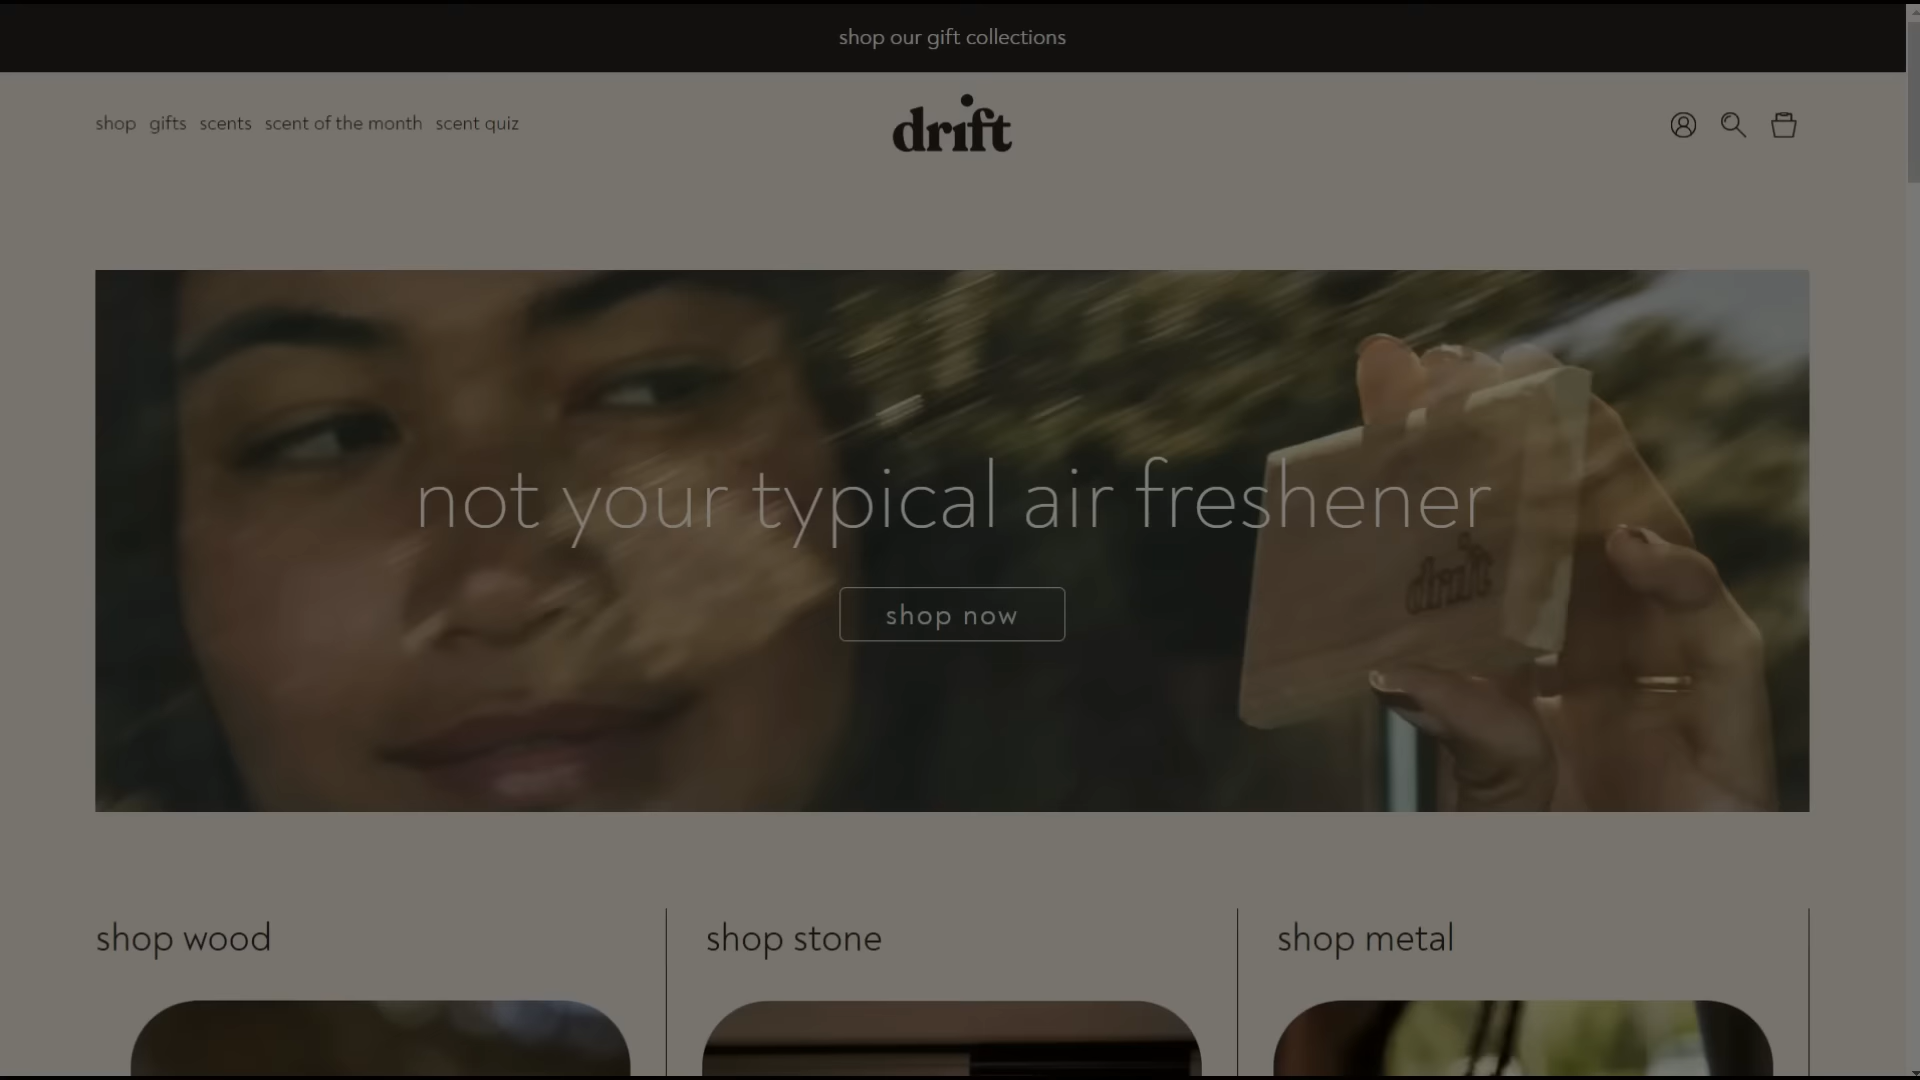 shop our gift collections
shop gifts scents scent of the month scent quiz
drift
not your typical air freshener
drift
shop now
shop wood
shop stone
shop metal